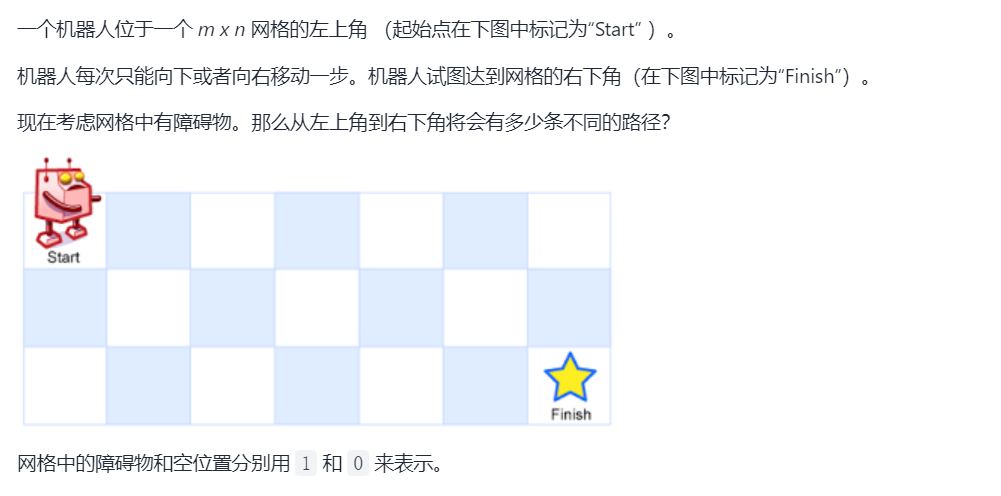 一个机器人位于一个 m x n 网格的左上角 （起始点在下图中标记为“Start” ）。
机器人每次只能向下或者向右移动一步。机器人试图达到网格的右下角（在下图中标记为“Finish”）。
现在考虑网格中有障碍物。那么从左上角到右下角将会有多少条不同的路径？
Start
Finish
网格中的障碍物和空位置分别用 1 和 0 来表示。